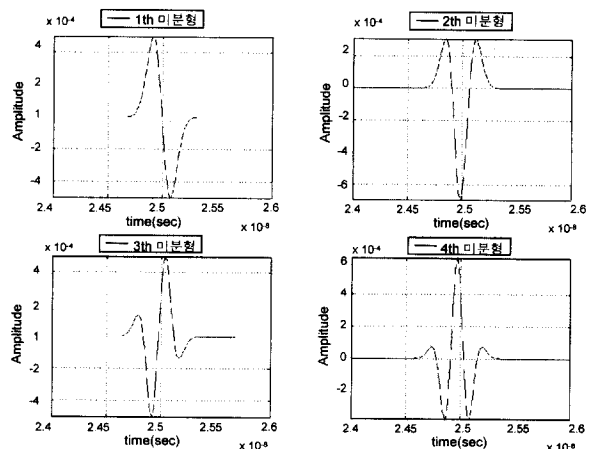 1th 미분형
x 10⁻⁴
4
2
1
-2
-4
Amplitude
2.4 2.45 2.5 2.55 2.6
time(sec)
x 10⁻⁸
2th 미분형
x 10⁻⁴
2
0
-2
-4
-6
Amplitude
2.4 2.45 2.5 2.55 2.6
time(sec)
x 10⁻⁸
3th 미분형
x 10⁻⁴
4
2
1
-2
-4
Amplitude
2.4 2.45 2.5 2.55 2.6
time(sec)
x 10⁻⁸
4th 미분형
x 10⁻⁴
6
4
2
0
-2
Amplitude
2.4 2.45 2.5 2.55 2.6
time(sec)
x 10⁻⁸